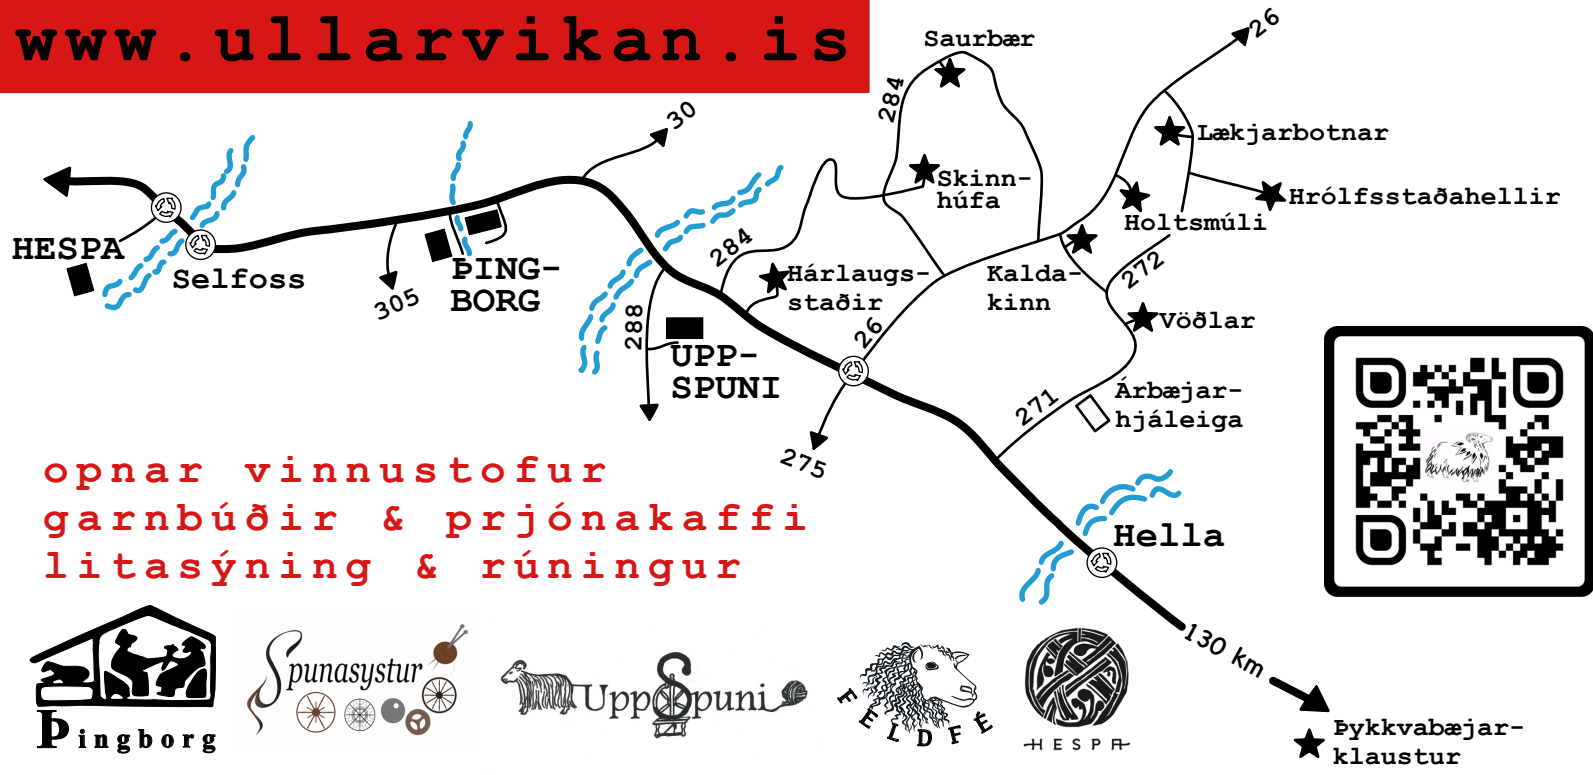 www.ullarvikan.is
Saurbær
26
284
30
Lækjarbotnar
Skinn-
húfa
Hrólfsstaðahellir
Holtsmúli
HESPA
Selfoss
ÞING-
BORG
284
Hárlaugs-
staðir
Kalda-
kinn
272
305
288
26
Vöðlar
UPP-
SPUNI
271
Árbæjar-
hjáleiga
275
opnar vinnustofur
garnbúðir & prjónakaffi
litasýning & rúningur
Hella
130 km
Þykkvabæjar-
klaustur
Þingborg
Spunasystur
UppSpuni
FELDFÉ
HESPA